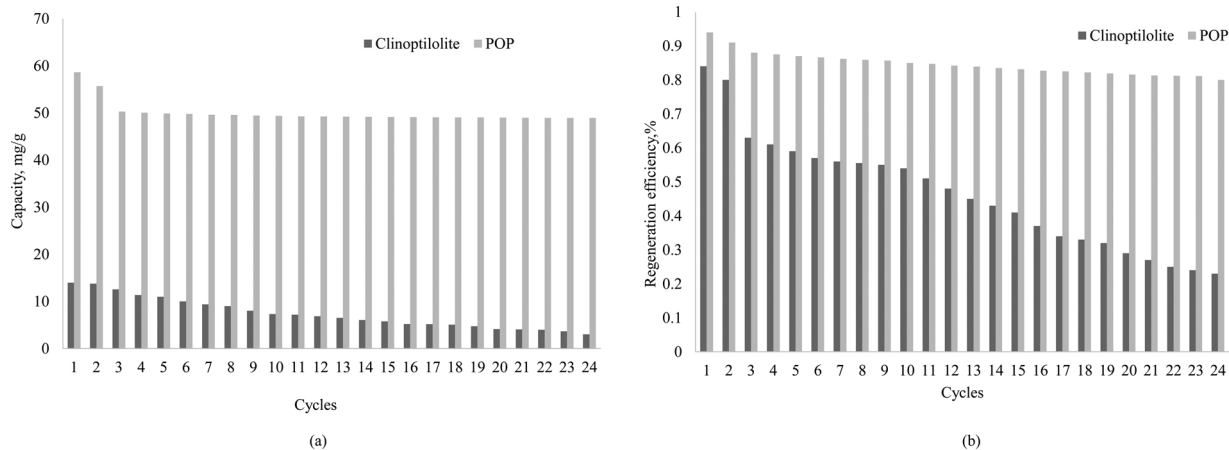 70
60
50
40
30
20
10
0
Capacity, mg/g
Clinoptilolite POP
1 2 3 4 5 6 7 8 9 10 11 12 13 14 15 16 17 18 19 20 21 22 23 24
Cycles
(a)
1
0.9
0.8
0.7
0.6
0.5
0.4
0.3
0.2
0.1
0
Regeneration efficiency,%
Clinoptilolite POP
1 2 3 4 5 6 7 8 9 10 11 12 13 14 15 16 17 18 19 20 21 22 23 24
Cycles
(b)